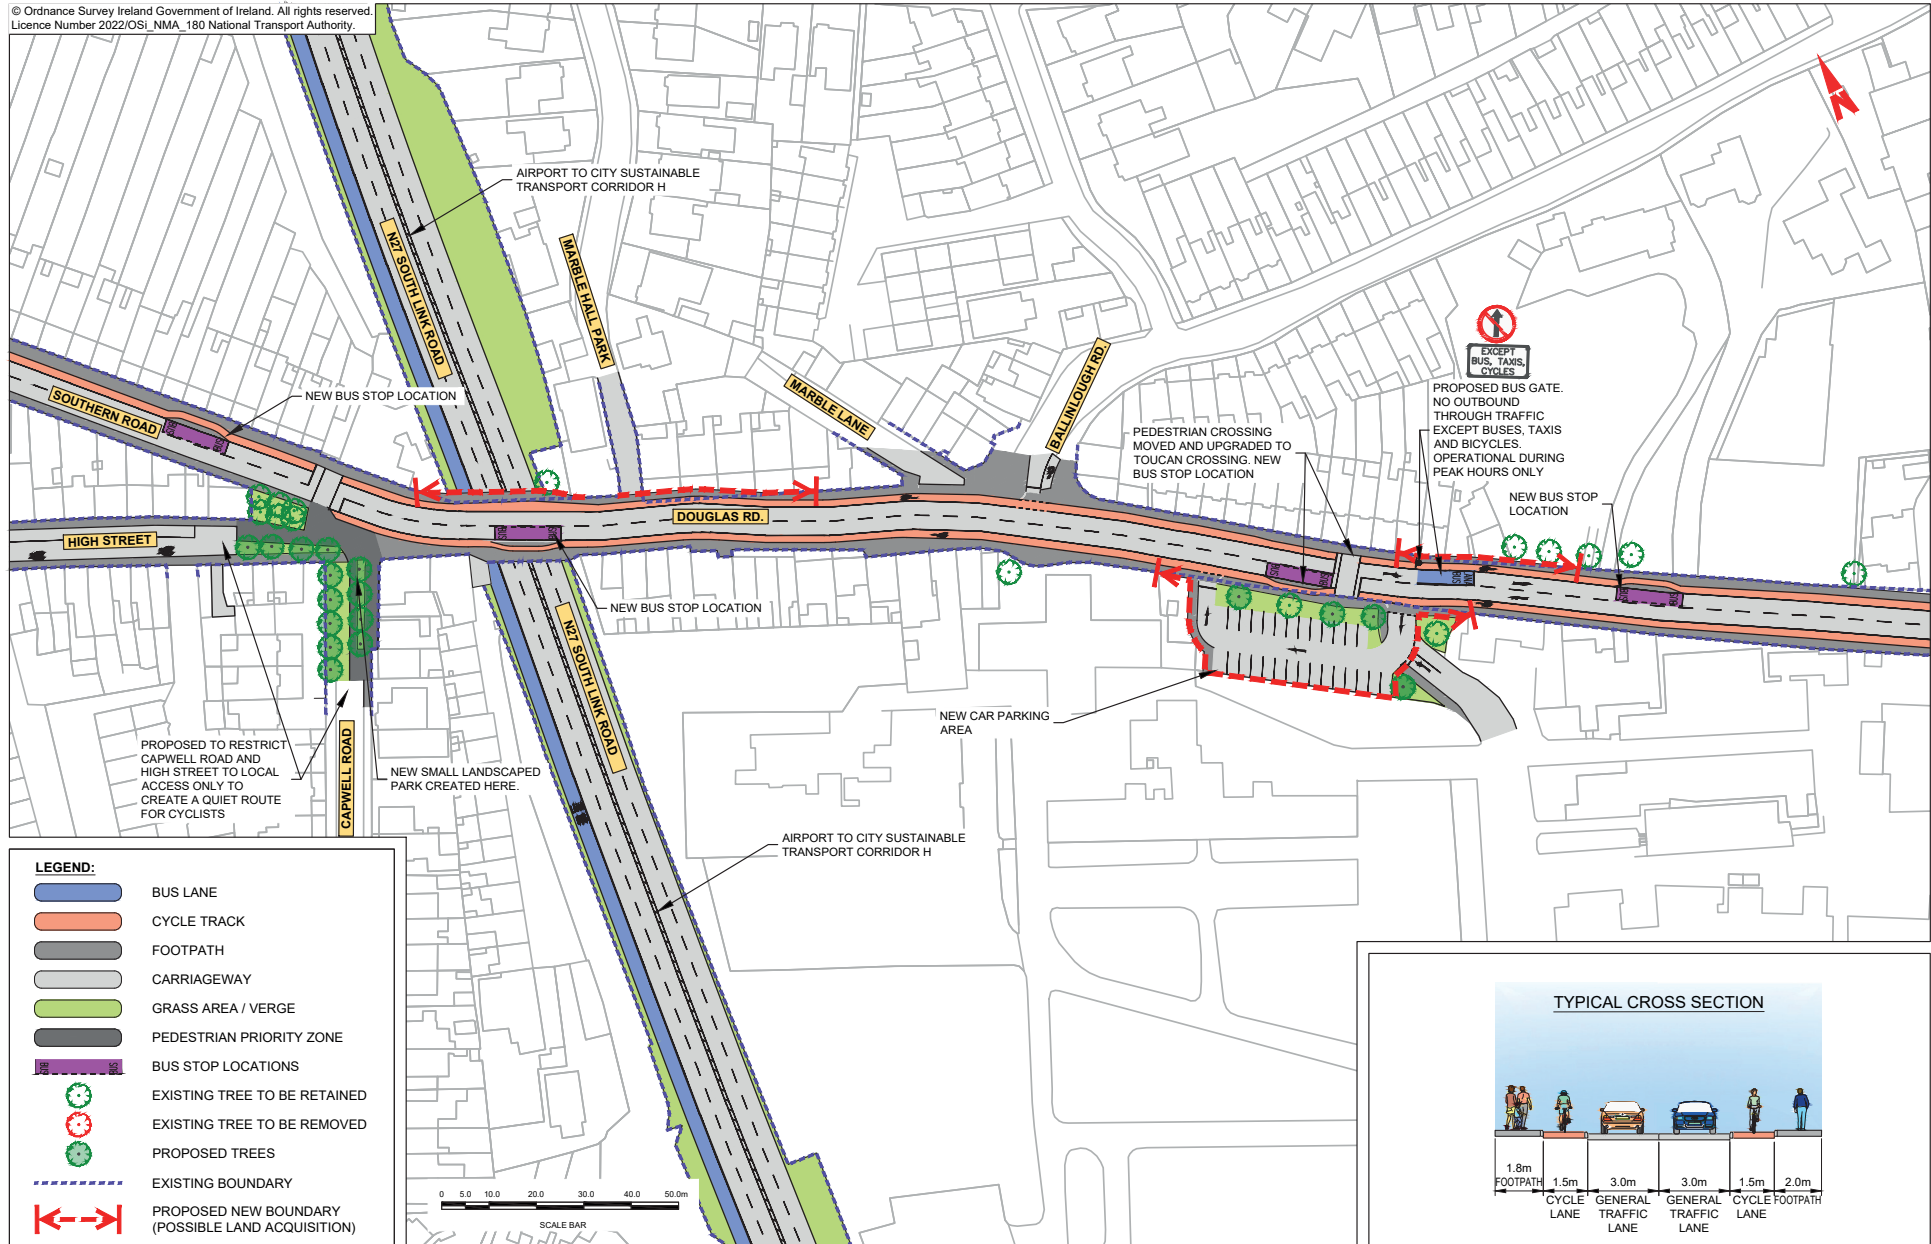 © Ordnance Survey Ireland Government of Ireland. All rights reserved.
Licence Number 2022/OSi_NMA_180 National Transport Authority.
AIRPORT TO CITY SUSTAINABLE
TRANSPORT CORRIDOR H
N27 SOUTH LINK ROAD
MARBLE HALL PARK
MARBLE LANE
BALLINLOUGH RD.
EXCEPT
BUS, TAXIS,
CYCLES
PROPOSED BUS GATE.
NO OUTBOUND
THROUGH TRAFFIC
EXCEPT BUSES, TAXIS
AND BICYCLES.
OPERATIONAL DURING
PEAK HOURS ONLY
NEW BUS STOP LOCATION
SOUTHERN ROAD
PEDESTRIAN CROSSING
MOVED AND UPGRADED TO
TOUCAN CROSSING. NEW
BUS STOP LOCATION
NEW BUS STOP
LOCATION
DOUGLAS RD.
HIGH STREET
NEW BUS STOP LOCATION
N27 SOUTH LINK ROAD
NEW CAR PARKING
AREA
PROPOSED TO RESTRICT
CAPWELL ROAD AND
HIGH STREET TO LOCAL
ACCESS ONLY TO
CREATE A QUIET ROUTE
FOR CYCLISTS
CAPWELL ROAD
NEW SMALL LANDSCAPED
PARK CREATED HERE.
AIRPORT TO CITY SUSTAINABLE
TRANSPORT CORRIDOR H
LEGEND:
BUS LANE
CYCLE TRACK
FOOTPATH
CARRIAGEWAY
GRASS AREA / VERGE
PEDESTRIAN PRIORITY ZONE
BUS STOP LOCATIONS
EXISTING TREE TO BE RETAINED
EXISTING TREE TO BE REMOVED
PROPOSED TREES
EXISTING BOUNDARY
PROPOSED NEW BOUNDARY
(POSSIBLE LAND ACQUISITION)
0 5.0 10.0 20.0 30.0 40.0 50.0m
SCALE BAR
TYPICAL CROSS SECTION
1.8m
FOOTPATH
1.5m
CYCLE
LANE
3.0m
GENERAL
TRAFFIC
LANE
3.0m
GENERAL
TRAFFIC
LANE
1.5m
CYCLE
LANE
2.0m
FOOTPATH